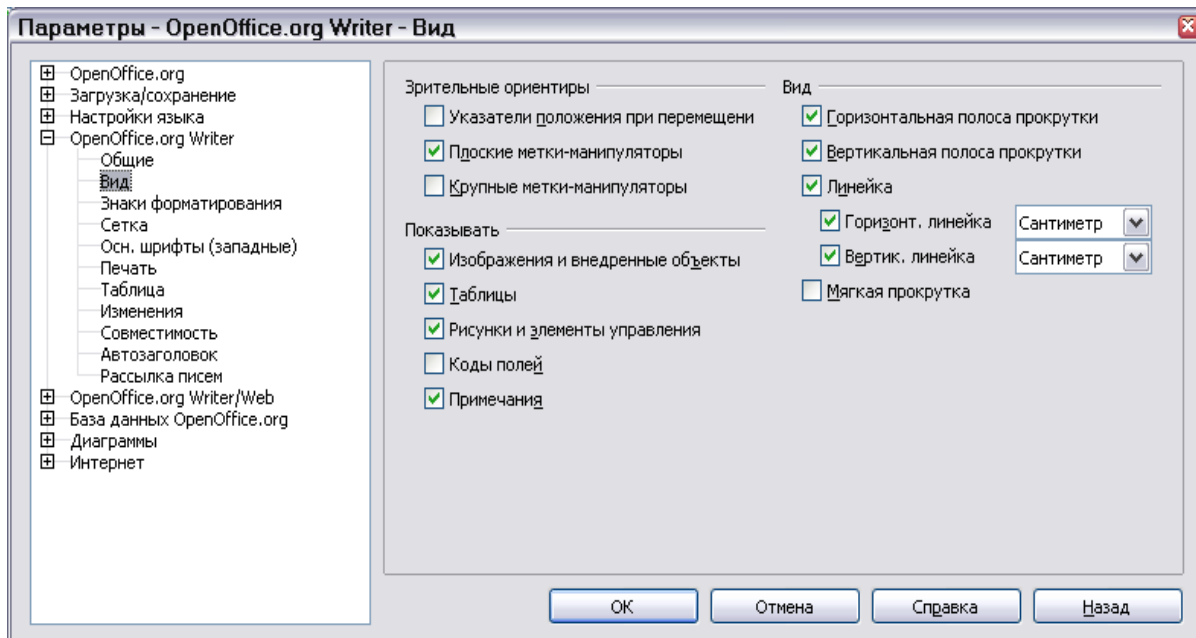 Параметры - OpenOffice.org Writer - Вид
OpenOffice.org
Загрузка/сохранение
Настройки языка
OpenOffice.org Writer
Общие
Вид
Знаки форматирования
Сетка
Осн. шрифты (западные)
Печать
Таблица
Изменения
Совместимость
Автозаголовок
Рассылка писем
OpenOffice.org Writer/Web
База данных OpenOffice.org
Диаграммы
Интернет
Зрительные ориентиры
Указатели положения при перемещени
Плоские метки-манипуляторы
Крупные метки-манипуляторы
Показывать
Изображения и внедренные объекты
Таблицы
Рисунки и элементы управления
Коды полей
Примечания
Вид
Горизонтальная полоса прокрутки
Вертикальная полоса прокрутки
Линейка
Горизонт. линейка Сантиметр
Вертик. линейка Сантиметр
Мягкая прокрутка
ОК Отмена Справка Назад